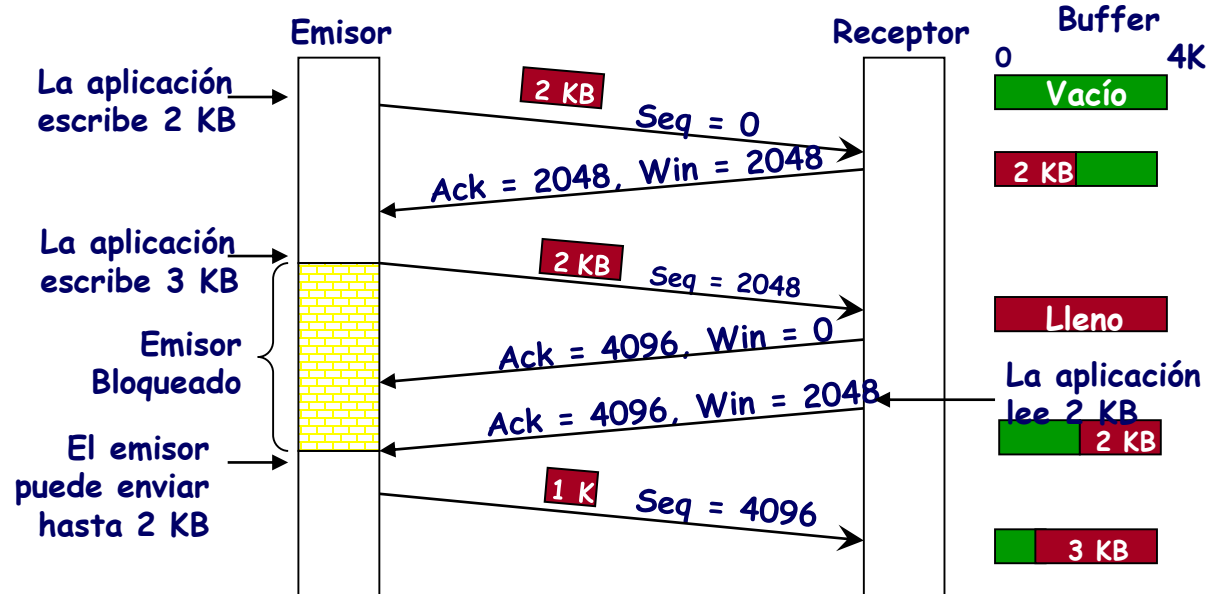 Emisor
Receptor
Buffer
0
4K
La aplicación
escribe 2 KB
2 KB
Seq = 0
Vacío
Ack = 2048, Win = 2048
2 KB
La aplicación
escribe 3 KB
2 KB
Seq = 2048
Lleno
Emisor
Bloqueado
Ack = 4096, Win = 0
La aplicación
lee 2 KB
Ack = 4096, Win = 2048
2 KB
El emisor
puede enviar
hasta 2 KB
1 K
Seq = 4096
3 KB